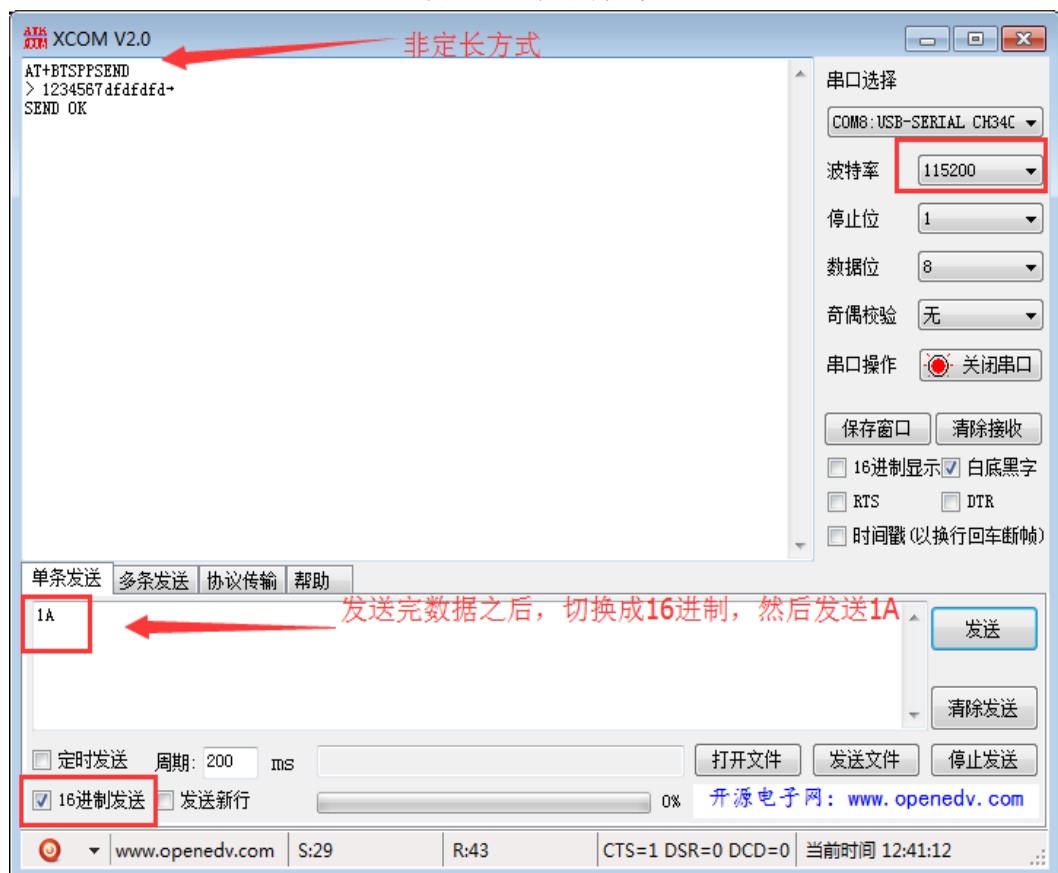 XCOM V2.0
非定长方式
AT+BTSPPSEND
> 1234567dfdfdfd→
SEND OK
串口选择
COM8:USB-SERIAL CH34C
波特率 115200
停止位 1
数据位 8
奇偶校验 无
串口操作 关闭串口
保存窗口 清除接收
16进制显示 白底黑字
RTS DTR
时间戳(以换行回车断帧)
单条发送 多条发送 协议传输 帮助
1A
发送完数据之后，切换成16进制，然后发送1A
发送
清除发送
定时发送 周期: 200 ms 打开文件 发送文件 停止发送
16进制发送 发送新行 0% 开源电子网：www.openedv.com
www.openedv.com S:29 R:43 CTS=1 DSR=0 DCD=0 当前时间 12:41:12